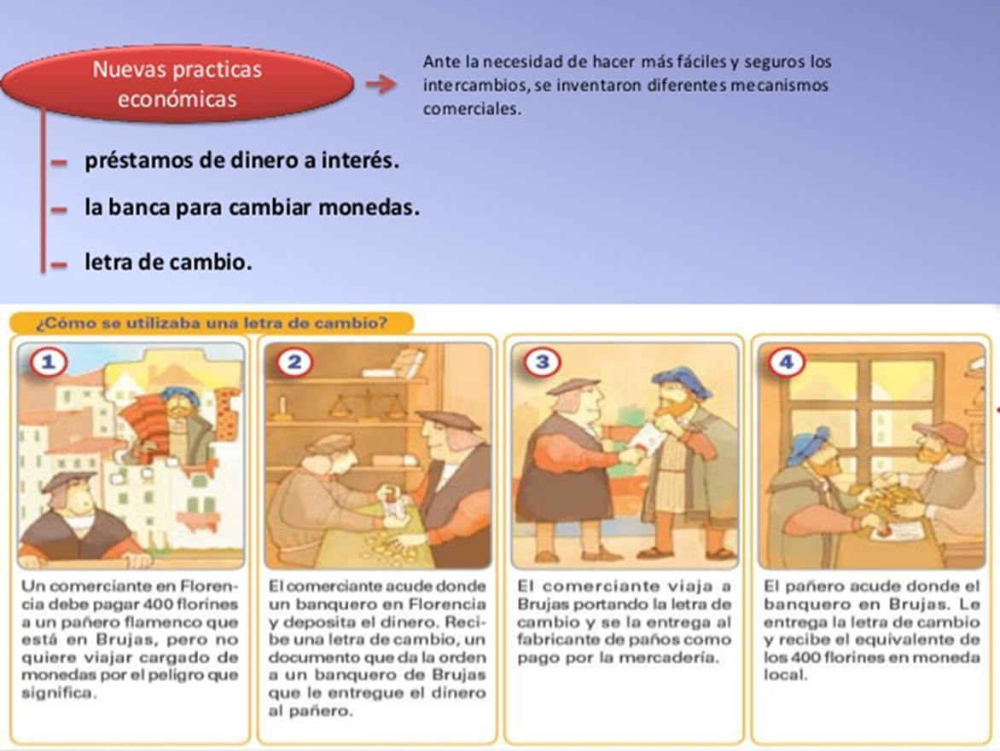 Nuevas practicas
económicas
Ante la necesidad de hacer más fáciles y seguros los
intercambios, se inventaron diferentes mecanismos
comerciales.
préstamos de dinero a interés.
la banca para cambiar monedas.
letra de cambio.
¿Cómo se utilizaba una letra de cambio?
1
Un comerciante en Floren-
cia debe pagar 400 florines
a un pañero flamenco que
está en Brujas, pero no
quiere viajar cargado de
monedas por el peligro que
significa.
2
El comerciante acude donde
un banquero en Florencia
y deposita el dinero. Reci-
be una letra de cambio, un
documento que da la orden
a un banquero de Brujas
que le entregue el dinero
al pañero.
3
El comerciante viaja a
Brujas portando la letra de
cambio y se la entrega al
fabricante de paños como
pago por la mercadería.
4
El pañero acude donde el
banquero en Brujas. Le
entrega la letra de cambio
y recibe el equivalente de
los 400 florines en moneda
local.